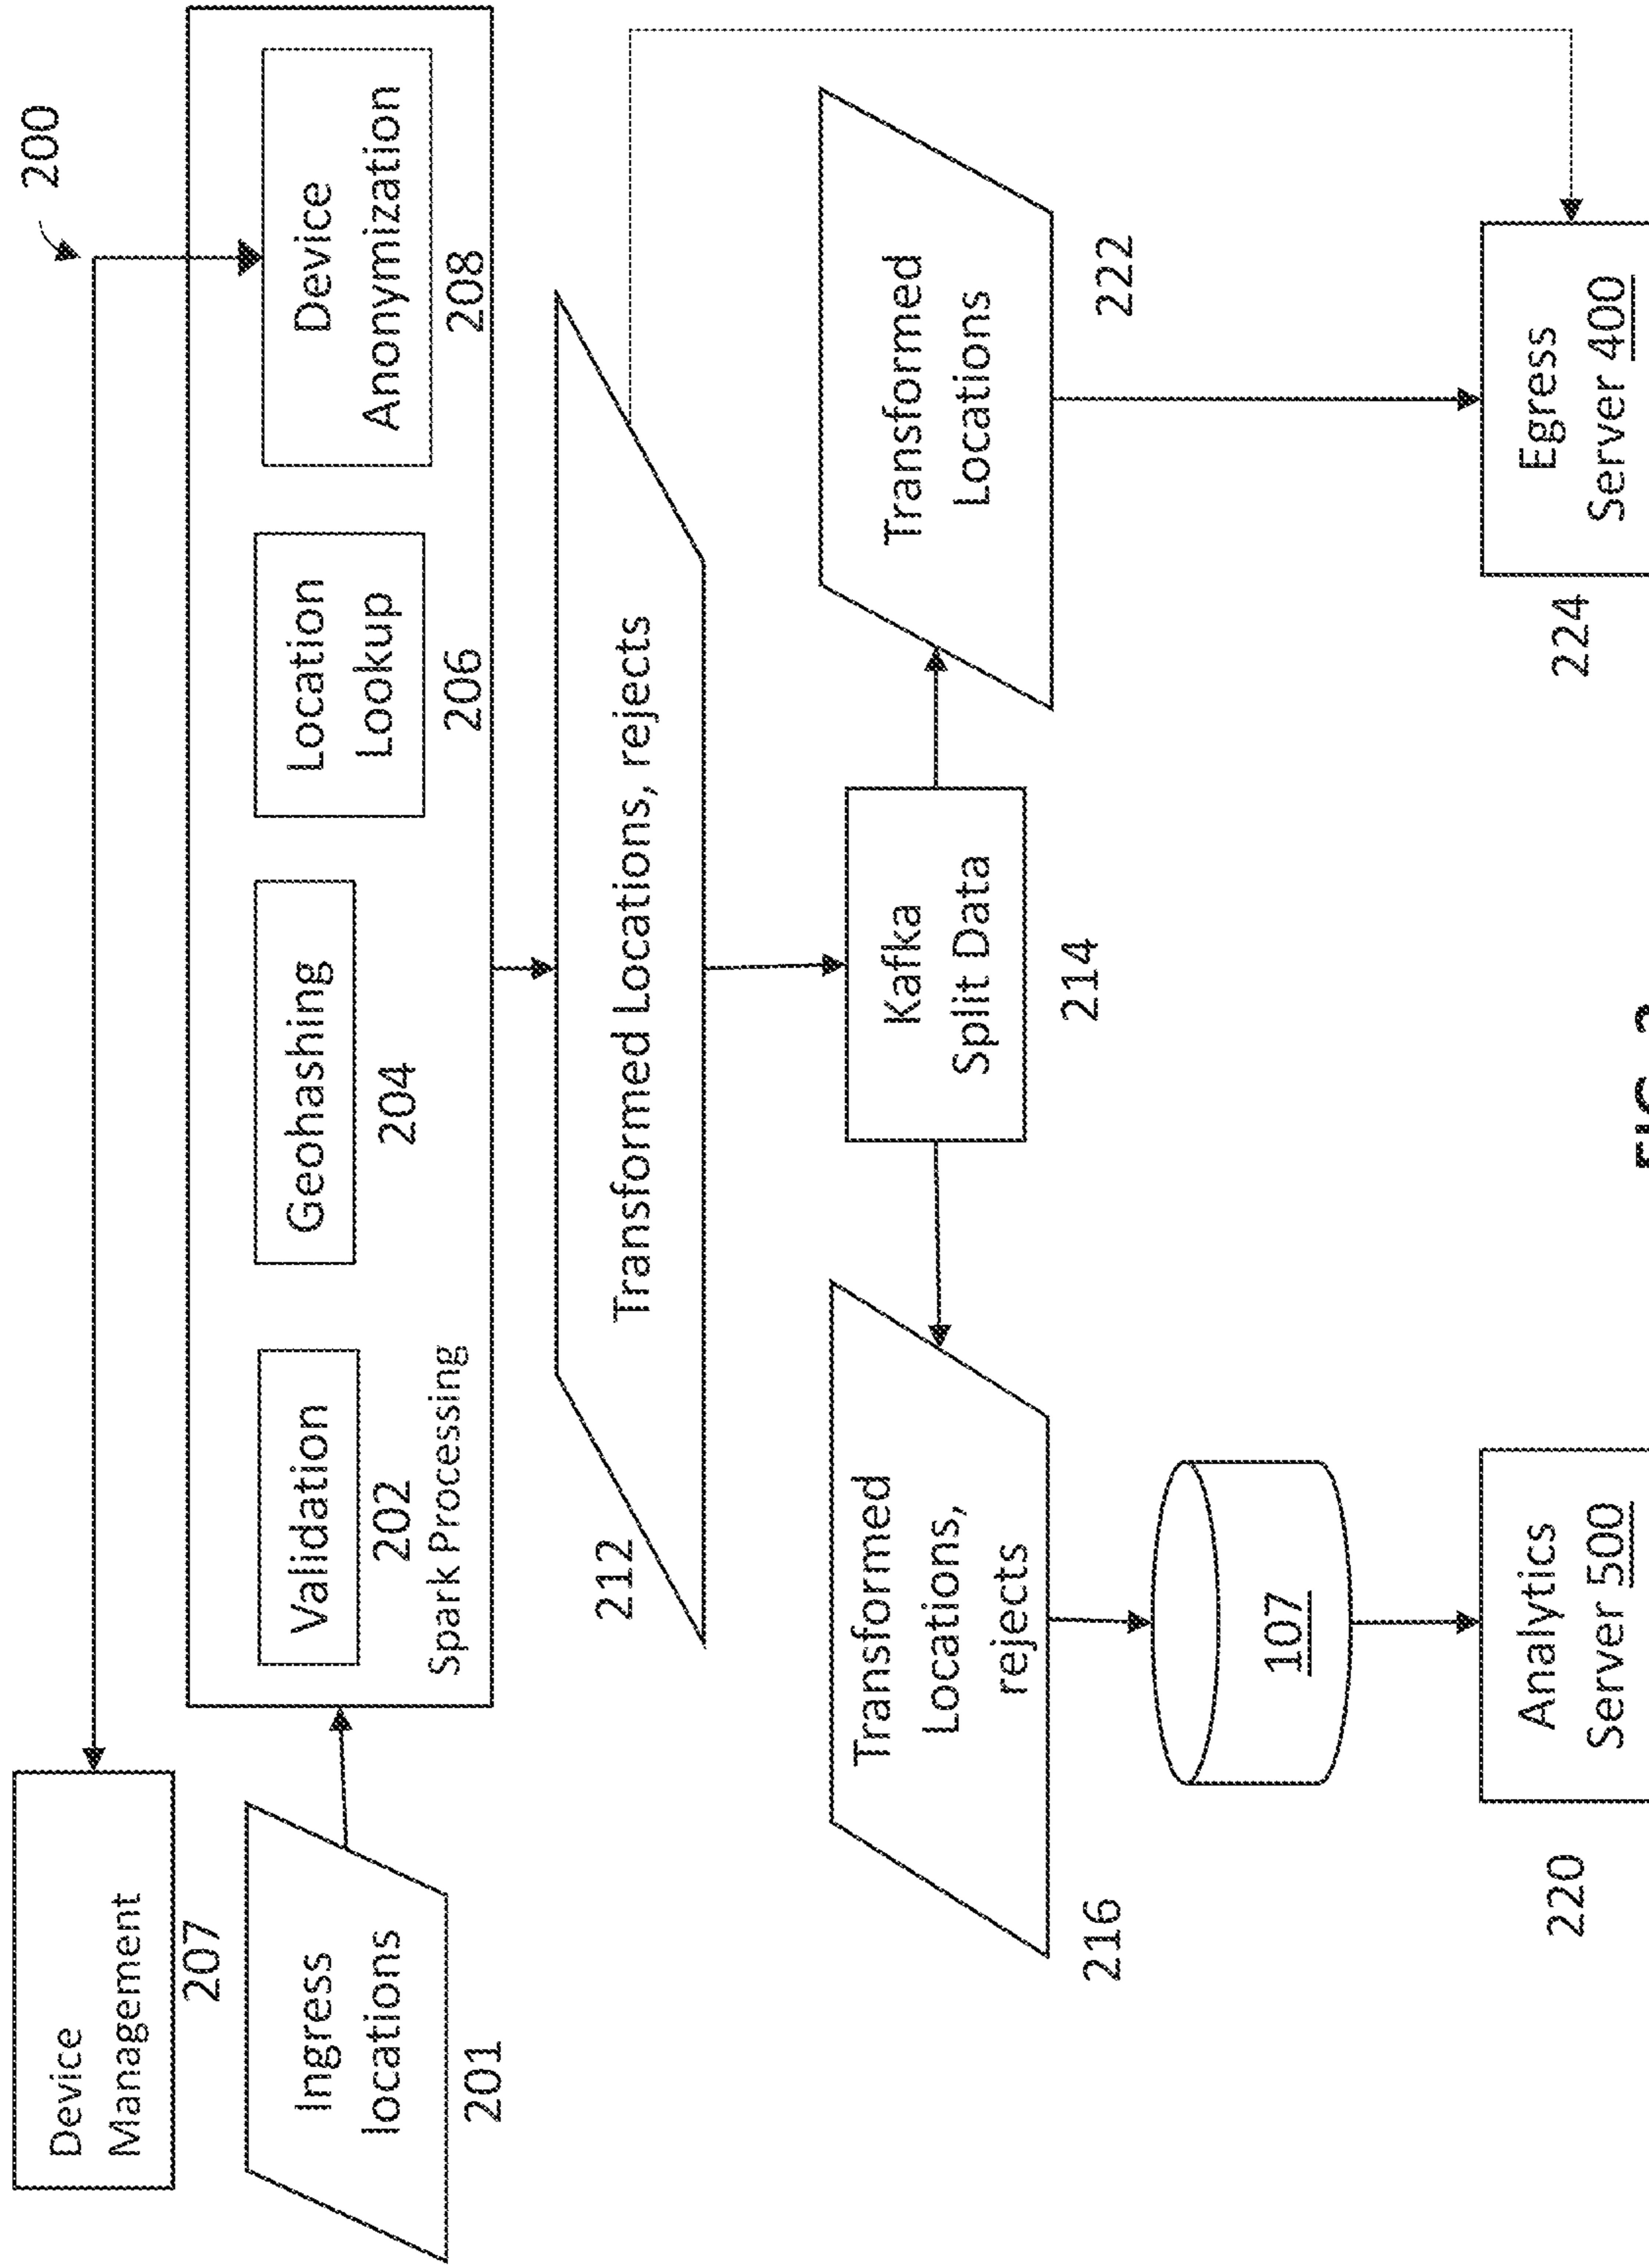 200
Device
Management
207
Ingress
locations
201
Validation
202
Spark Processing
Geohashing
204
Location
Lookup
206
Device
Anonymization
208
212
Transformed Locations, rejects
Kafka
Split Data
214
Transformed
Locations,
rejects
216
Transformed
Locations
222
107
Analytics
Server 500
220
Egress
Server 400
224